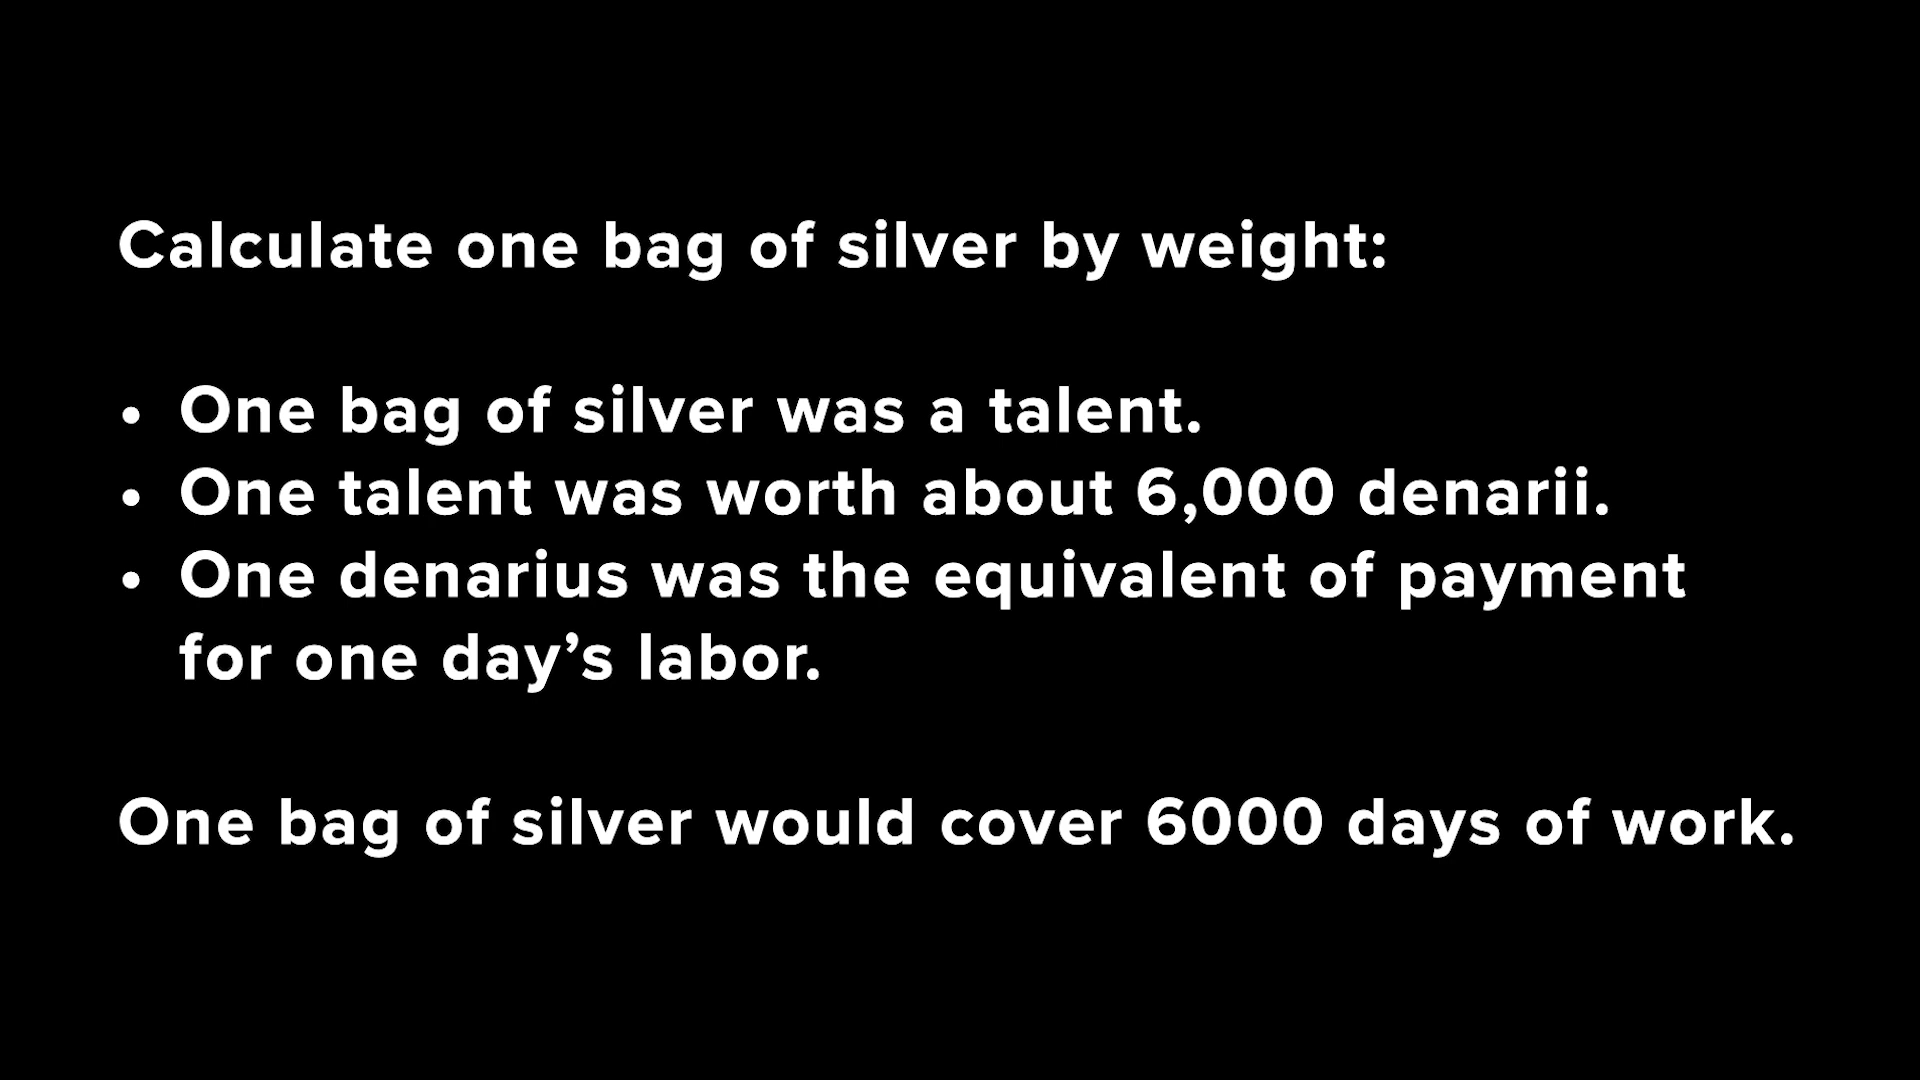 Calculate one bag of silver by weight:
• One bag of silver was a talent.
• One talent was worth about 6,000 denarii.
• One denarius was the equivalent of payment
for one day’s labor.
One bag of silver would cover 6000 days of work.